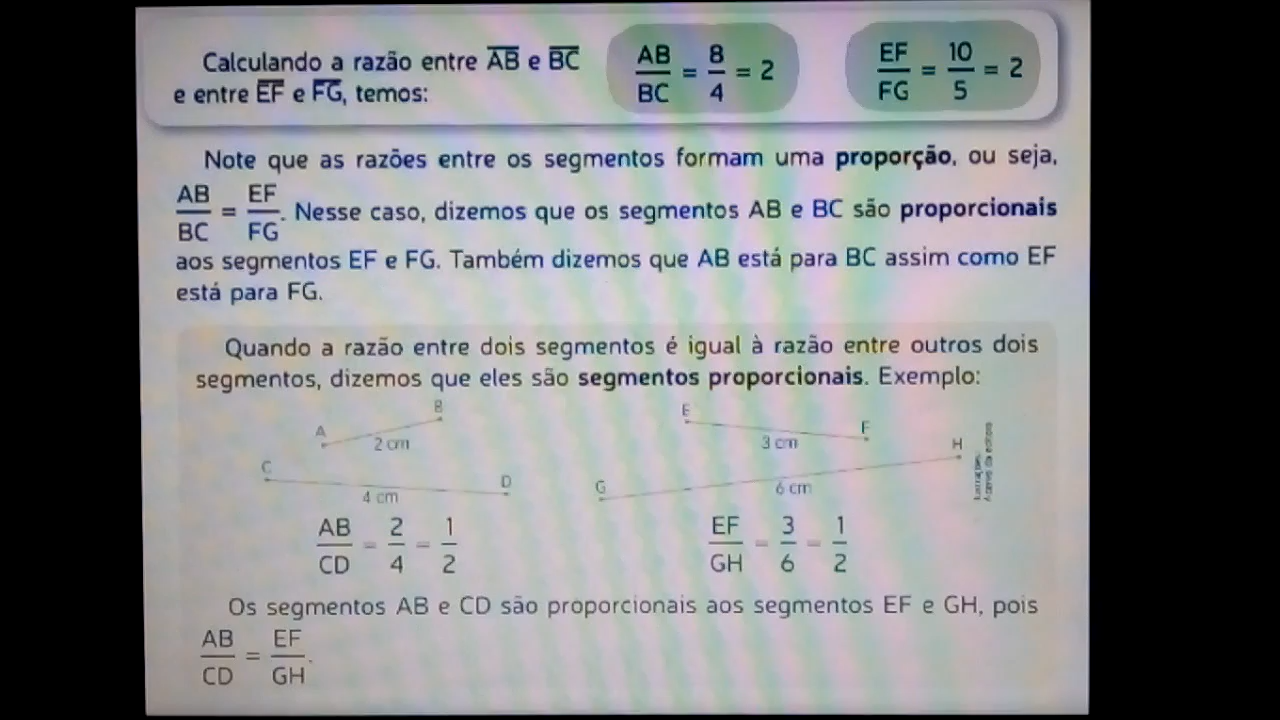 Calculando a razão entre A̅B̅ e B̅C̅
e entre E̅F̅ e F̅G̅, temos:
AB/BC = 8/4 = 2
EF/FG = 10/5 = 2
Note que as razões entre os segmentos formam uma proporção, ou seja,
AB/BC = EF/FG. Nesse caso, dizemos que os segmentos AB e BC são proporcionais
aos segmentos EF e FG. Também dizemos que AB está para BC assim como EF
está para FG.
Quando a razão entre dois segmentos é igual à razão entre outros dois
segmentos, dizemos que eles são segmentos proporcionais. Exemplo:
A B
2 cm
C D
4 cm
E F
3 cm
G H
6 cm
AB/CD = 2/4 = 1/2
EF/GH = 3/6 = 1/2
Os segmentos AB e CD são proporcionais aos segmentos EF e GH, pois
AB/CD = EF/GH.